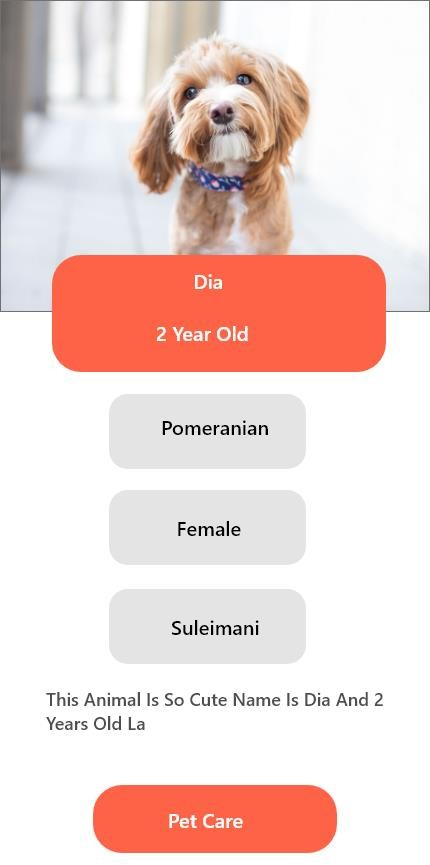 Dia
2 Year Old
Pomeranian
Female
Suleimani
This Animal Is So Cute Name Is Dia And 2
Years Old La
Pet Care